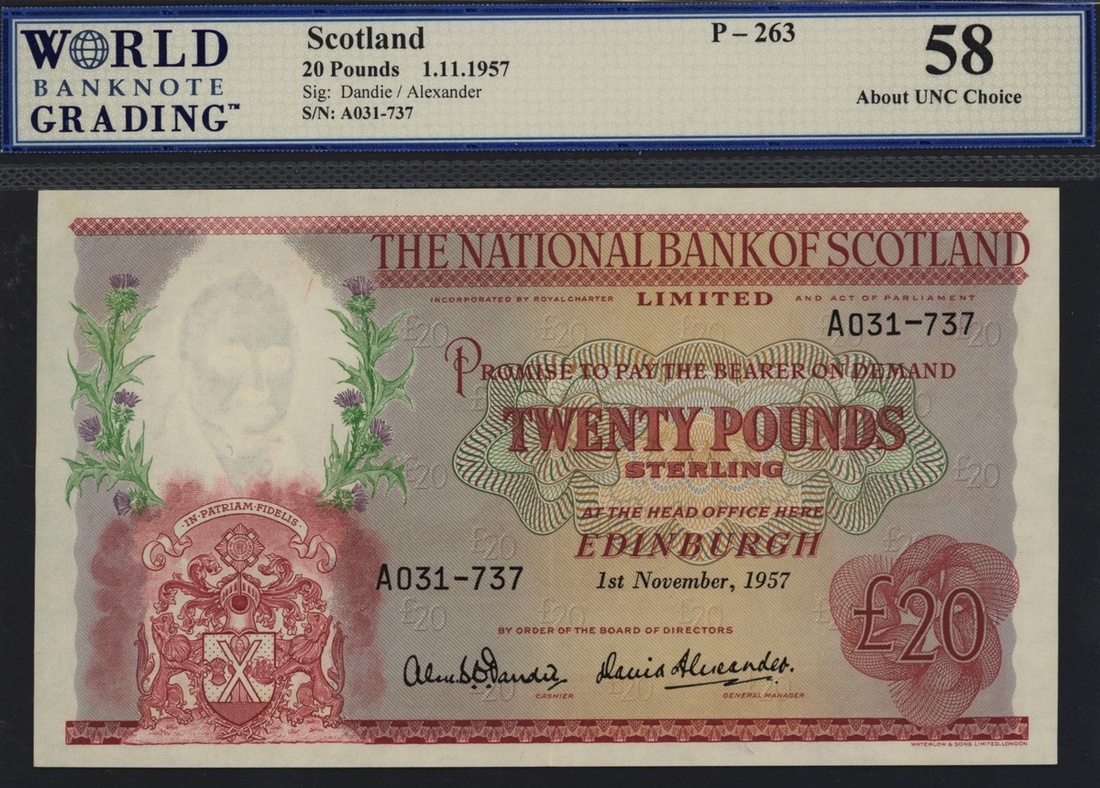 WORLD
BANKNOTE
GRADING™
Scotland
20 Pounds 1.11.1957
Sig: Dandie / Alexander
S/N: A031-737
P – 263
58
About UNC Choice
THE NATIONAL BANK OF SCOTLAND
INCORPORATED BY ROYAL CHARTER LIMITED AND ACT OF PARLIAMENT
A031-737
PROMISE TO PAY THE BEARER ON DEMAND
TWENTY POUNDS
STERLING
AT THE HEAD OFFICE HERE
EDINBURGH
A031-737 1st November, 1957
IN·PATRIAM·FIDELIS
£20
BY ORDER OF THE BOARD OF DIRECTORS
David Alexander.
CASHIER GENERAL MANAGER
WATERLOW & SONS LIMITED, LONDON